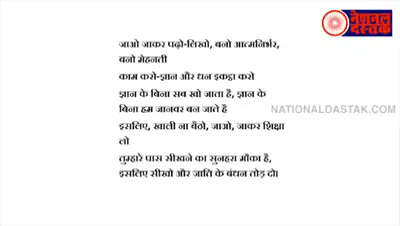 नेशनल
दस्तक
जाओ जाकर पढ़ो-लिखो, बनो आत्मनिर्भर,
बनो मेहनती
काम करो-ज्ञान और धन इकट्ठा करो
ज्ञान के बिना सब खो जाता है, ज्ञान के
बिना हम जानवर बन जाते है
NATIONALDASTAK.COM
इसलिए, खाली ना बैठो, जाओ, जाकर शिक्षा
लो
तुम्हारे पास सीखने का सुनहरा मौका है,
इसलिए सीखो और जाति के बंधन तोड़ दो।